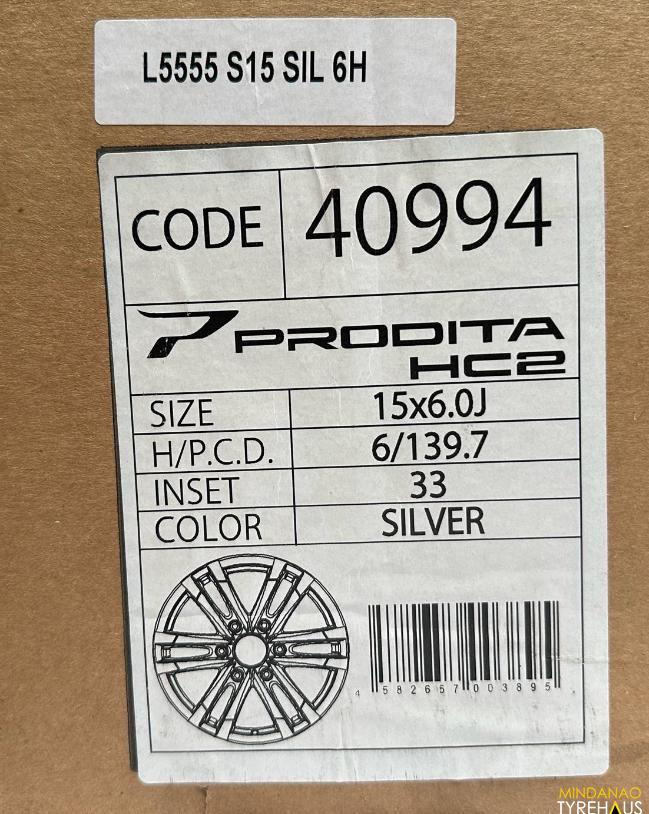 L5555 S15 SIL 6H
CODE 40994
PRODITA
HC2
SIZE 15x6.0J
H/P.C.D. 6/139.7
INSET 33
COLOR SILVER
4 582657 003895
MINDANAO
TYREHAUS